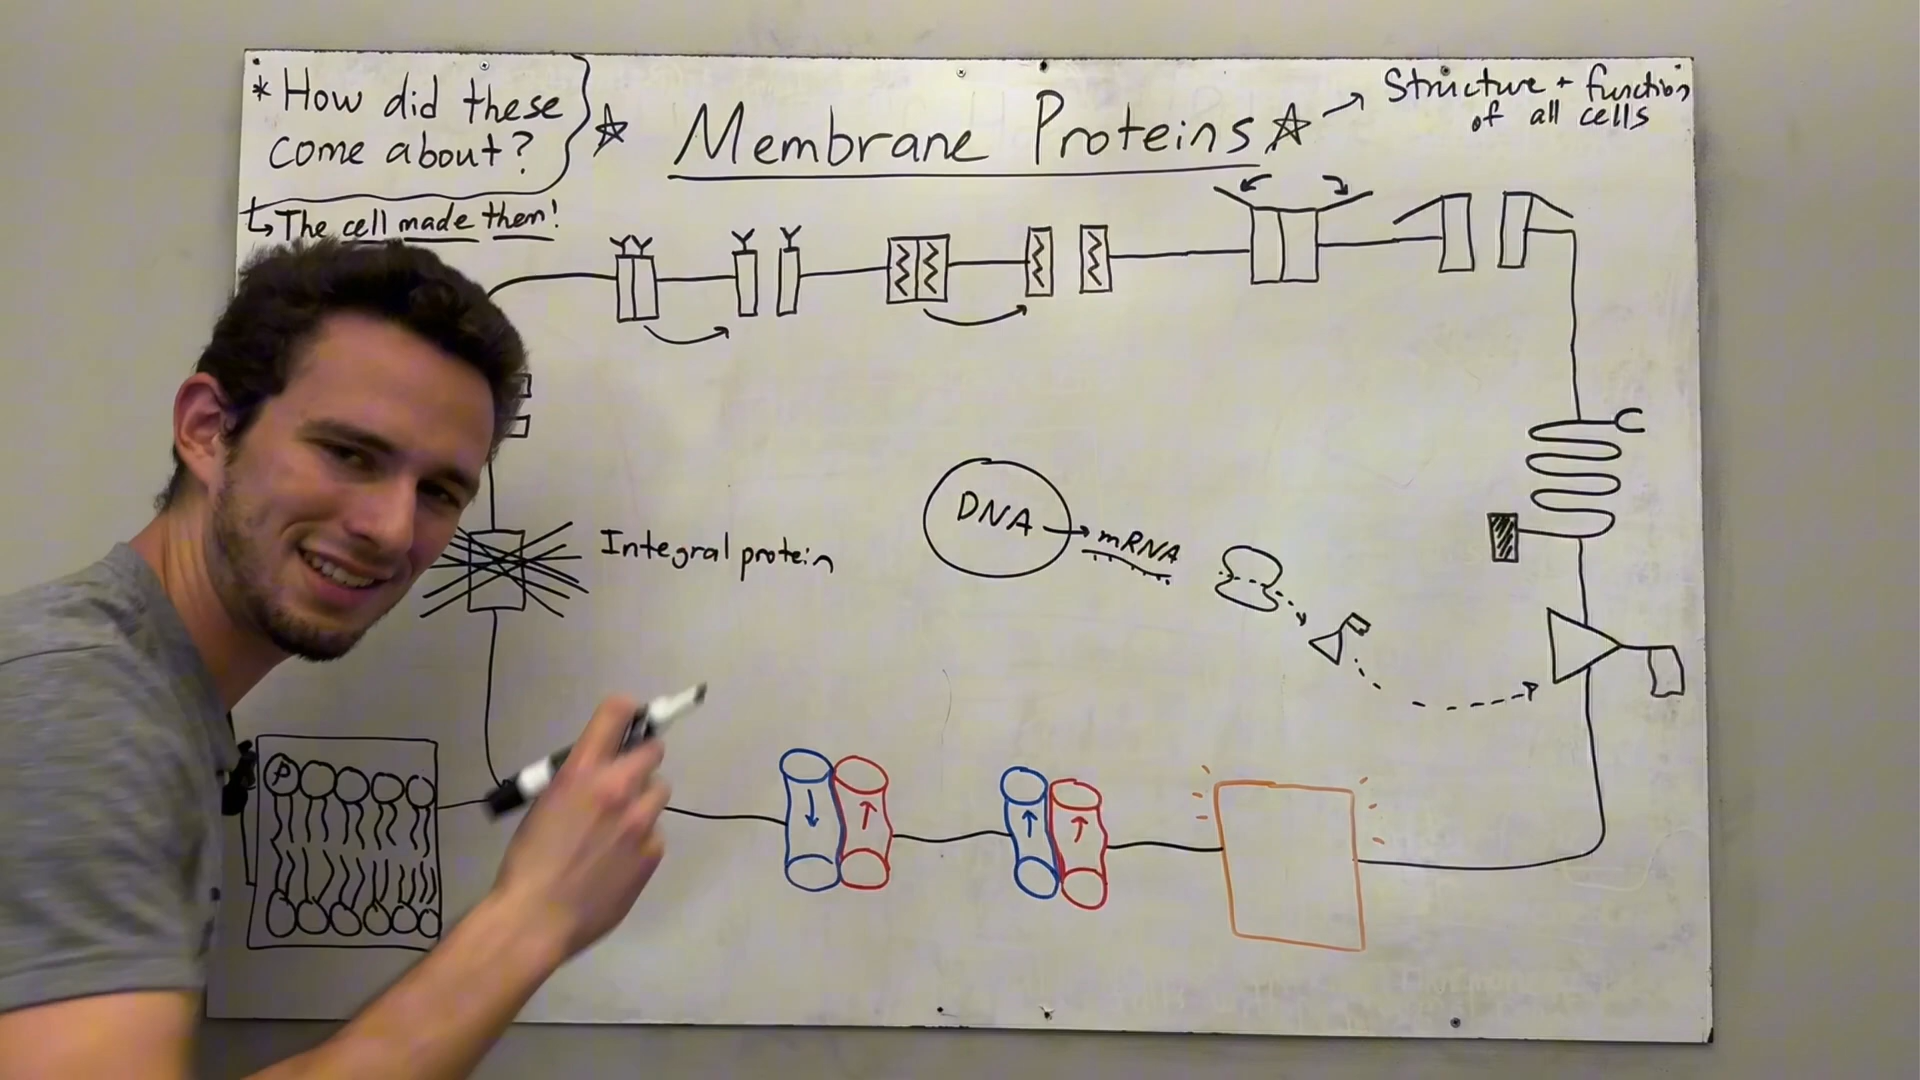 * How did these
come about?
↳ The cell made them!
☆ Membrane Proteins ☆ → Structure + function
of all cells
Integral protein
DNA → mRNA
P